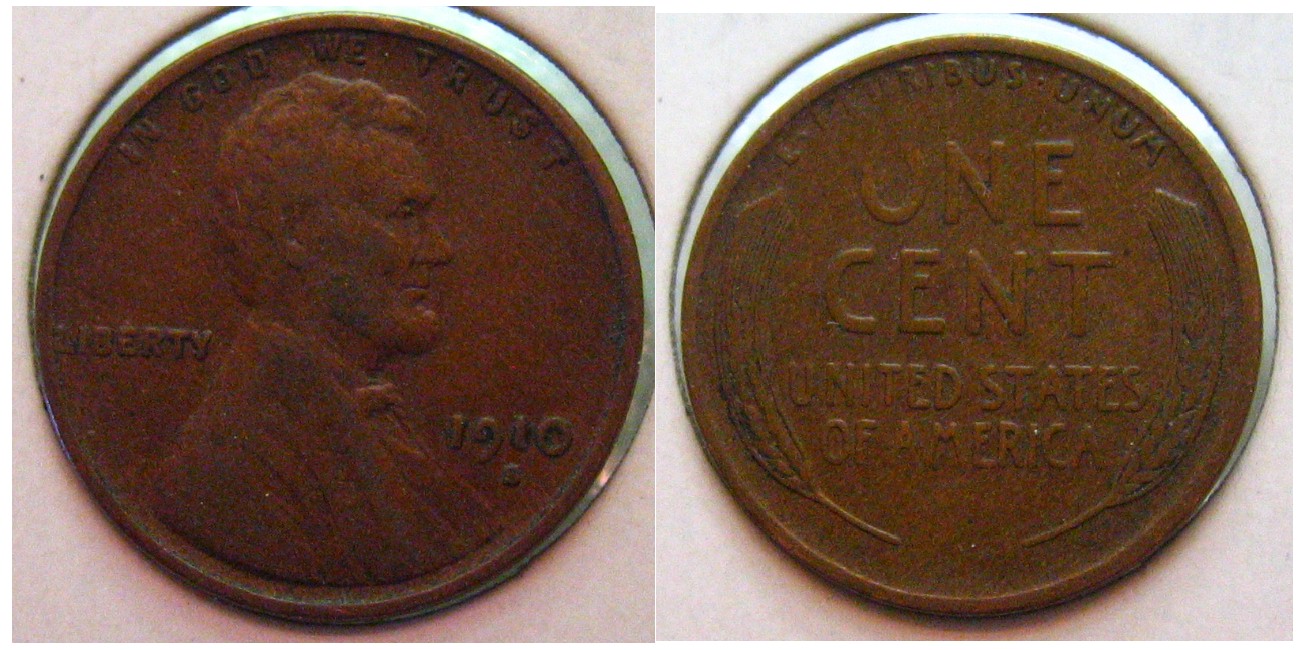 IN GOD WE TRUST
LIBERTY
1910
S
E·PLURIBUS·UNUM
ONE
CENT
UNITED STATES
OF AMERICA